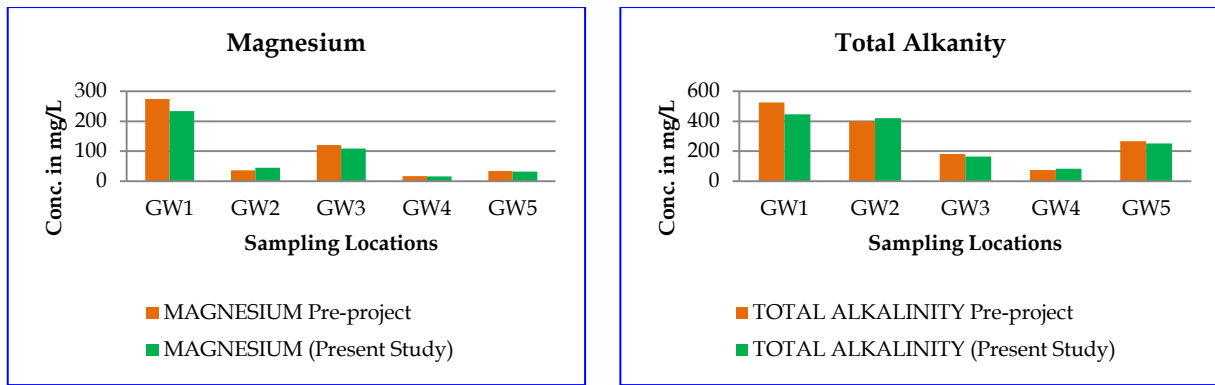 Magnesium
Conc. in mg/L
300
200
100
0
GW1 GW2 GW3 GW4 GW5
Sampling Locations
MAGNESIUM Pre-project
MAGNESIUM (Present Study)
Total Alkanity
Conc. in mg/L
600
400
200
0
GW1 GW2 GW3 GW4 GW5
Sampling Locations
TOTAL ALKALINITY Pre-project
TOTAL ALKALINITY (Present Study)